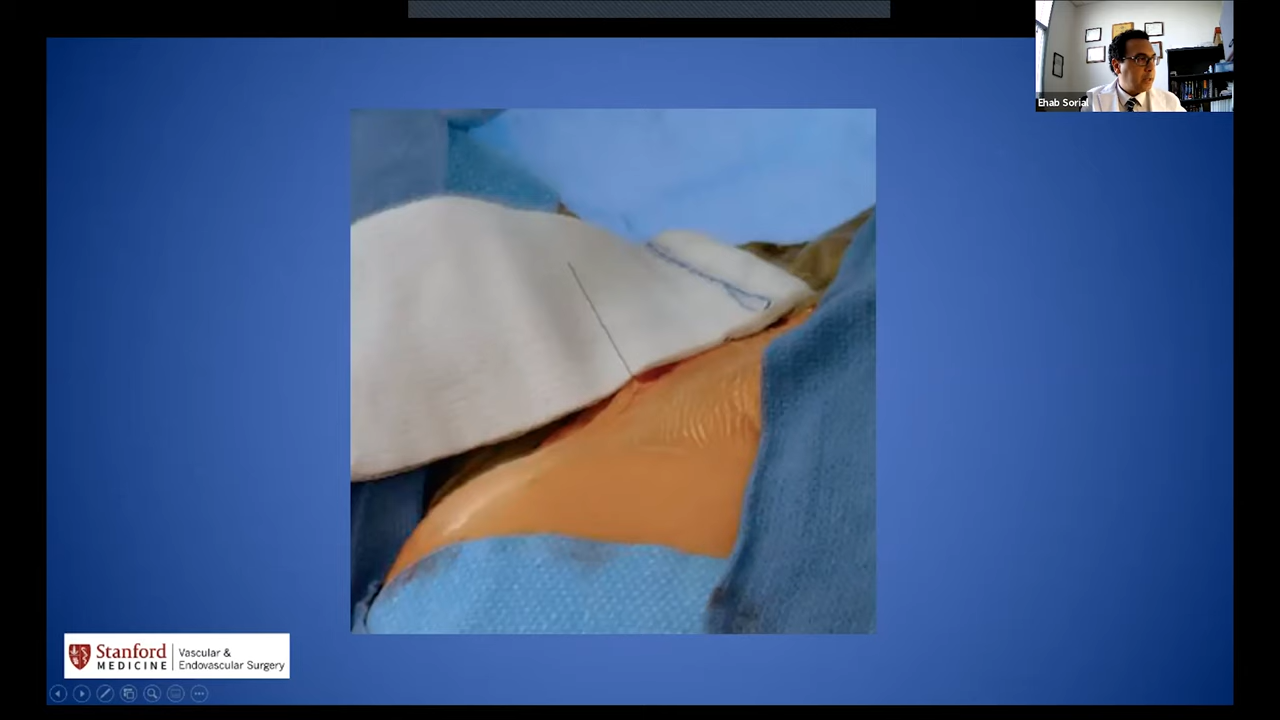 Ehab Sorial
Stanford
MEDICINE
Vascular &
Endovascular Surgery